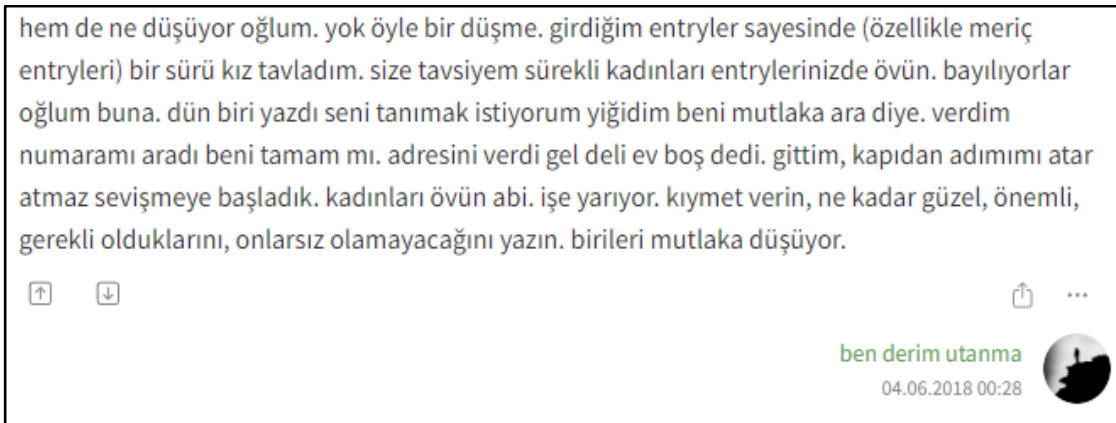 hem de ne düşüyor oğlum. yok öyle bir düşme. girdiğim entryler sayesinde (özellikle meriç
entryleri) bir sürü kız tavladım. size tavsiyem sürekli kadınları entrylerinizde övün. bayılıyorlar
oğlum buna. dün biri yazdı seni tanımak istiyorum yiğidim beni mutlaka ara diye. verdim
numaramı aradı beni tamam mı. adresini verdi gel deli ev boş dedi. gittim, kapıdan adımımı atar
atmaz sevişmeye başladık. kadınları övün abi. işe yarıyor. kıymet verin, ne kadar güzel, önemli,
gerekli olduklarını, onlarsız olamayacağını yazın. birileri mutlaka düşüyor.
ben derim utanma
04.06.2018 00:28